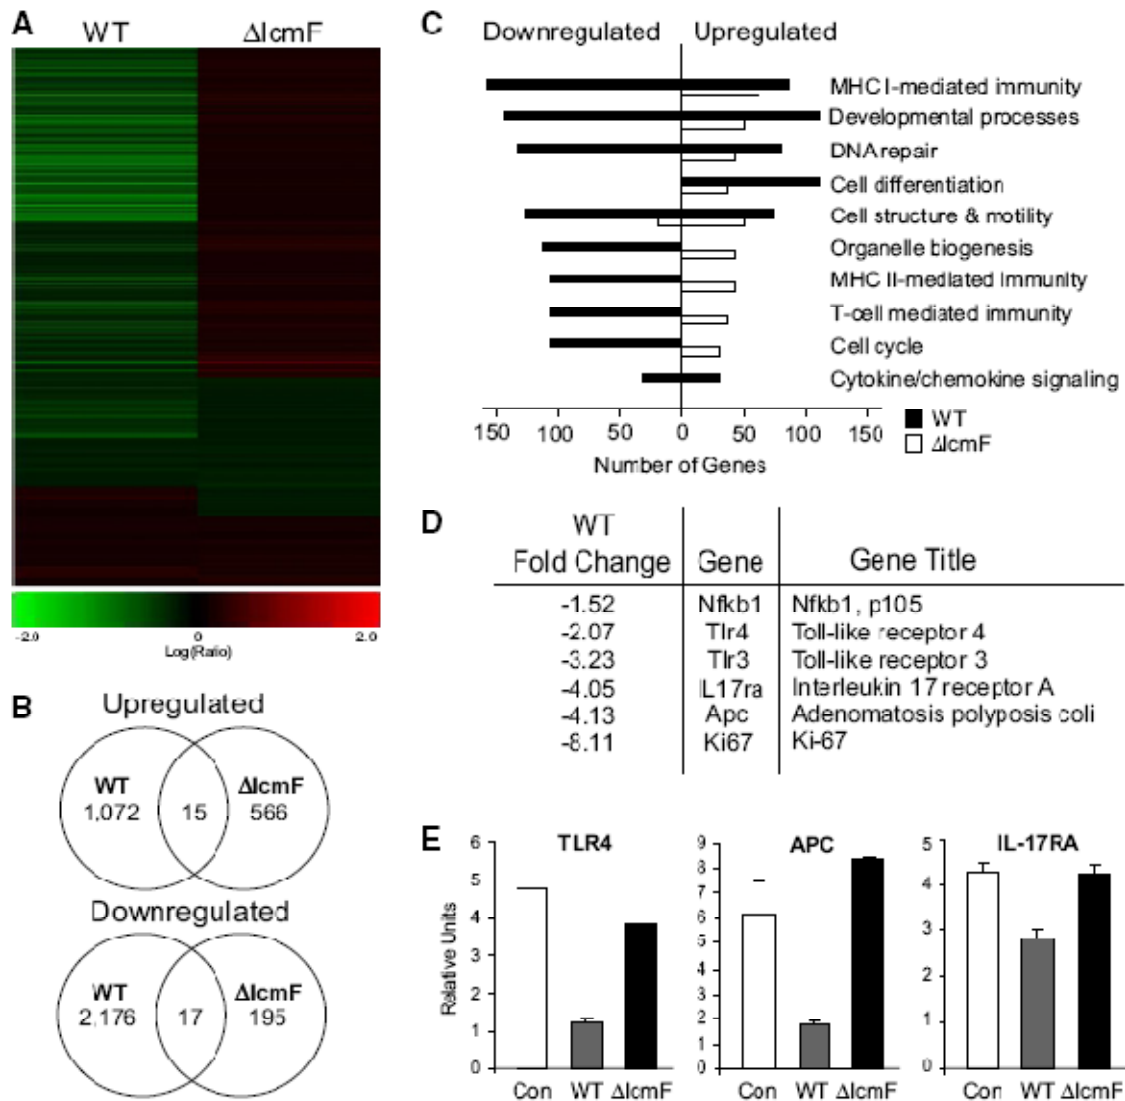 A
WT ΔIcmF
-2.0 0 2.0
Log(Ratio)
B
Upregulated
WT ΔIcmF
1,072 15 566
Downregulated
WT ΔIcmF
2,176 17 195
C
Downregulated Upregulated
MHC I-mediated immunity
Developmental processes
DNA repair
Cell differentiation
Cell structure & motility
Organelle biogenesis
MHC II-mediated Immunity
T-cell mediated immunity
Cell cycle
Cytokine/chemokine signaling
150 100 50 0 50 100 150
Number of Genes
WT
ΔIcmF
D
WT
Fold Change Gene Gene Title
-1.52 Nfkb1 Nfkb1, p105
-2.07 Tlr4 Toll-like receptor 4
-3.23 Tlr3 Toll-like receptor 3
-4.05 IL17ra Interleukin 17 receptor A
-4.13 Apc Adenomatosis polyposis coli
-8.11 Ki67 Ki-67
E
TLR4
Relative Units
6
5
4
3
2
1
0
Con WT ΔIcmF
APC
9
8
7
6
5
4
3
2
1
0
Con WT ΔIcmF
IL-17RA
5
4
3
2
1
0
Con WT ΔIcmF